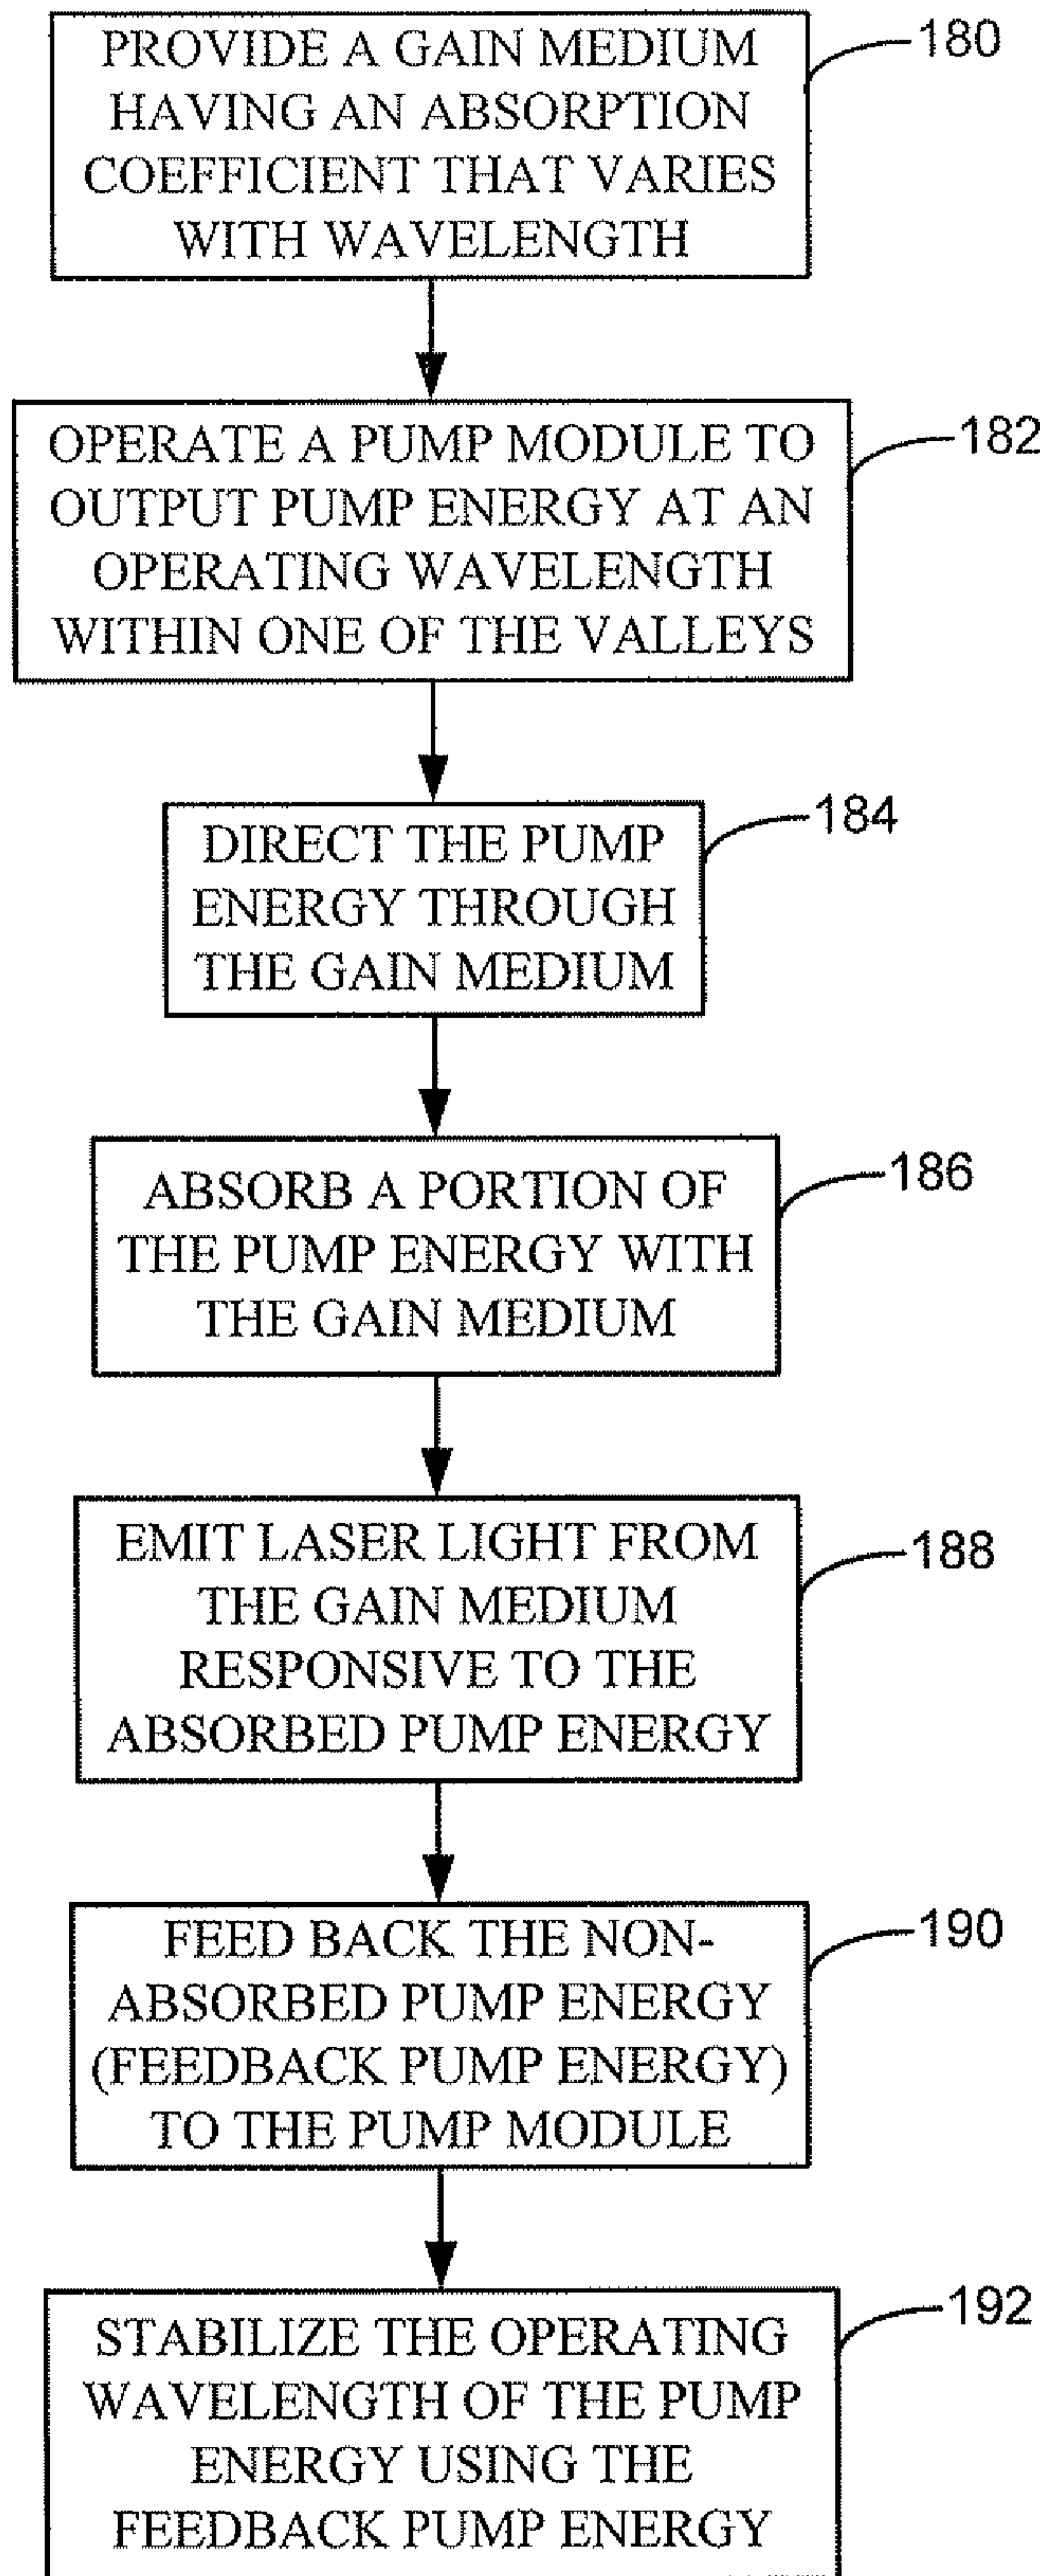 PROVIDE A GAIN MEDIUM
HAVING AN ABSORPTION
COEFFICIENT THAT VARIES
WITH WAVELENGTH
180
OPERATE A PUMP MODULE TO
OUTPUT PUMP ENERGY AT AN
OPERATING WAVELENGTH
WITHIN ONE OF THE VALLEYS
182
DIRECT THE PUMP
ENERGY THROUGH
THE GAIN MEDIUM
184
ABSORB A PORTION OF
THE PUMP ENERGY WITH
THE GAIN MEDIUM
186
EMIT LASER LIGHT FROM
THE GAIN MEDIUM
RESPONSIVE TO THE
ABSORBED PUMP ENERGY
188
FEED BACK THE NON-
ABSORBED PUMP ENERGY
(FEEDBACK PUMP ENERGY)
TO THE PUMP MODULE
190
STABILIZE THE OPERATING
WAVELENGTH OF THE PUMP
ENERGY USING THE
FEEDBACK PUMP ENERGY
192